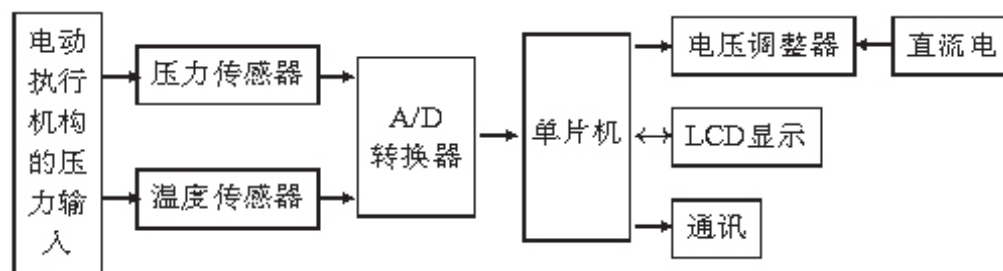 电动
执行
机构
的压
力输
入
压力传感器
温度传感器
A/D
转换器
单片机
电压调整器
直流电
LCD显示
通讯